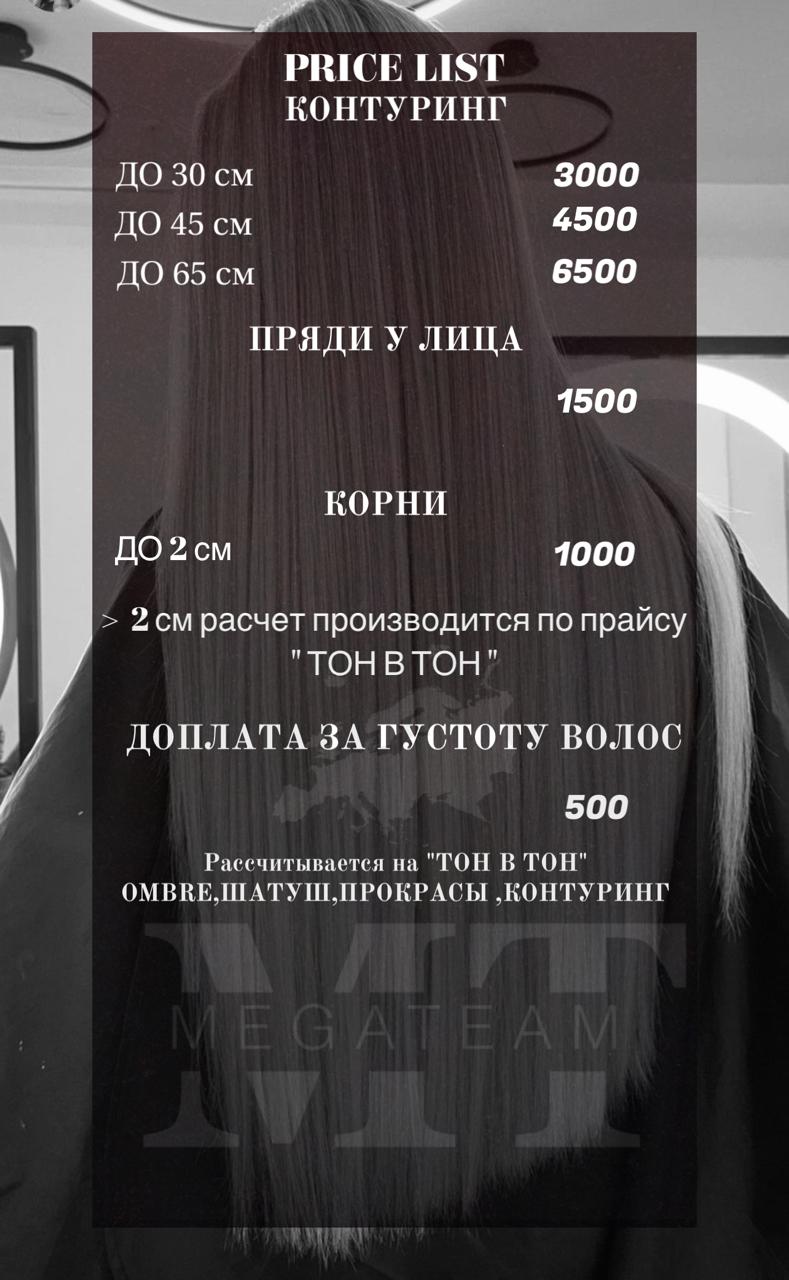 PRICE LIST
КОНТУРИНГ
ДО 30 см 3000
ДО 45 см 4500
ДО 65 см 6500
ПРЯДИ У ЛИЦА
1500
КОРНИ
ДО 2 см 1000
> 2 см расчет производится по прайсу
" ТОН В ТОН "
ДОПЛАТА ЗА ГУСТОТУ ВОЛОС
500
Рассчитывается на "ТОН В ТОН"
OMBRE,ШАТУШ,ПРОКРАСЫ ,КОНТУРИНГ
MT
MEGATEAM